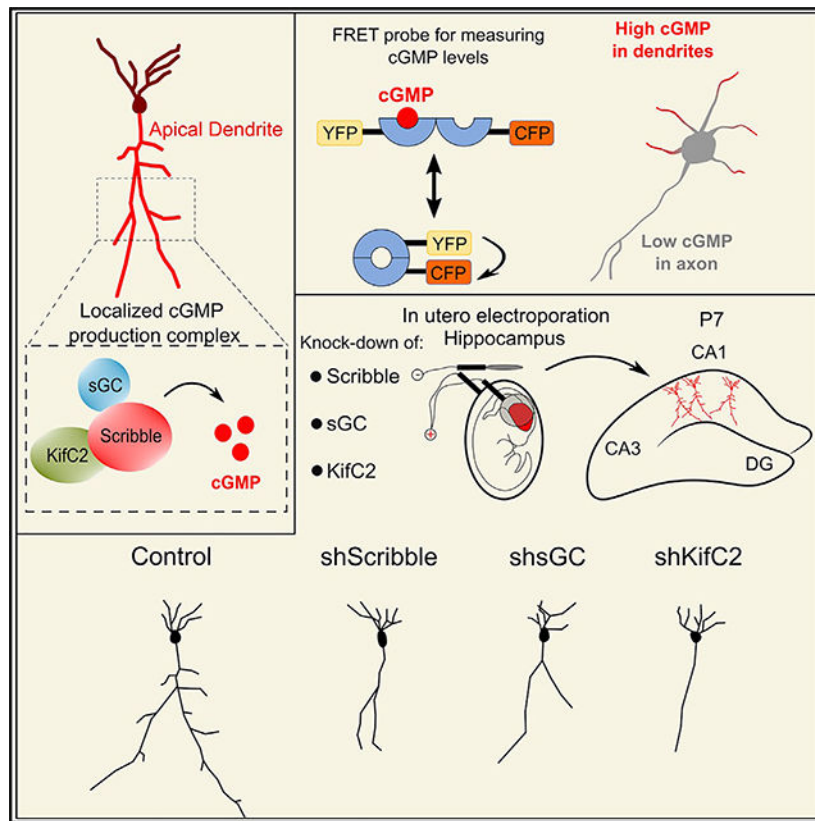 Apical Dendrite
Localized cGMP
production complex
sGC
Scribble
KifC2
cGMP
FRET probe for measuring
cGMP levels
cGMP
YFP
CFP
YFP
CFP
High cGMP
in dendrites
Low cGMP
in axon
In utero electroporation
Hippocampus
Knock-down of:
Scribble
sGC
KifC2
P7
CA1
CA3
DG
Control
shScribble
shsGC
shKifC2